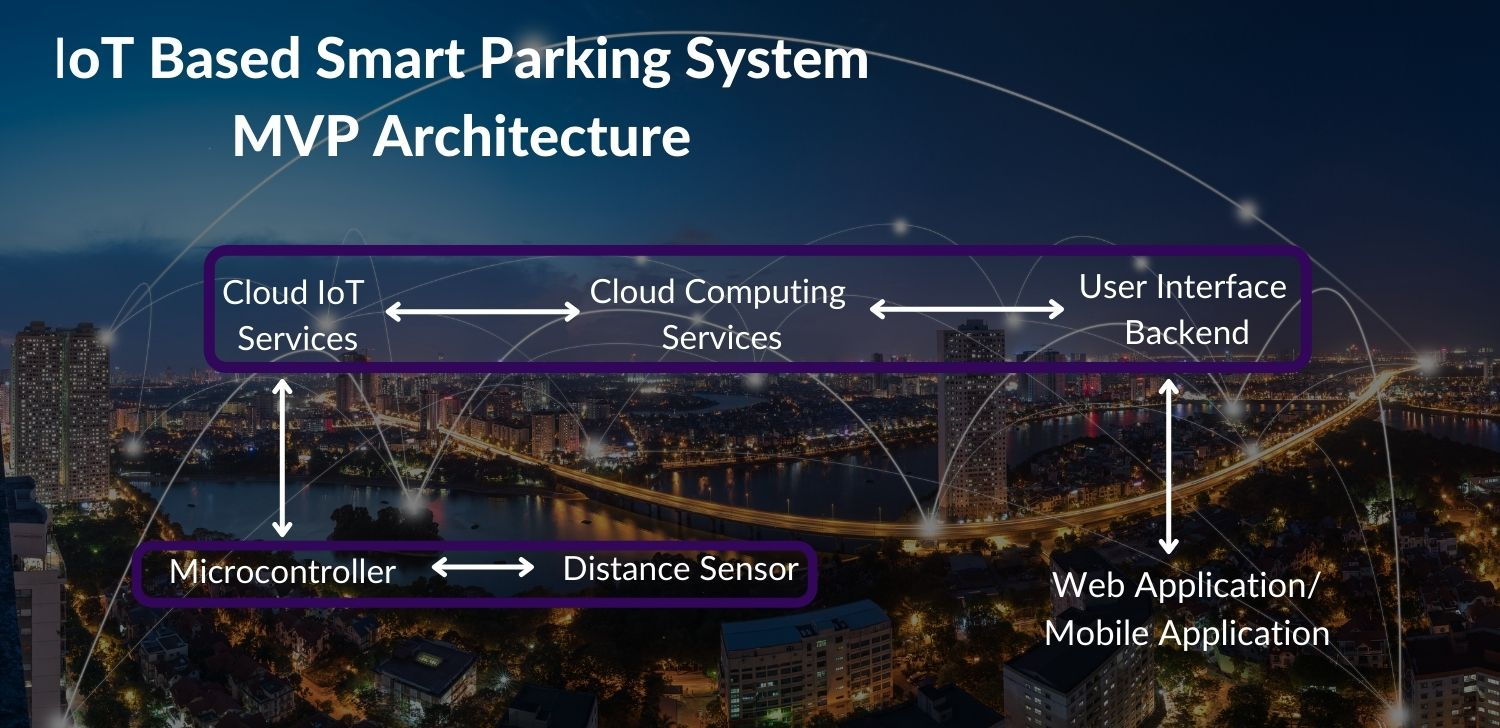 IoT Based Smart Parking System
MVP Architecture
Cloud IoT
Services
Cloud Computing
Services
User Interface
Backend
Microcontroller
Distance Sensor
Web Application/
Mobile Application